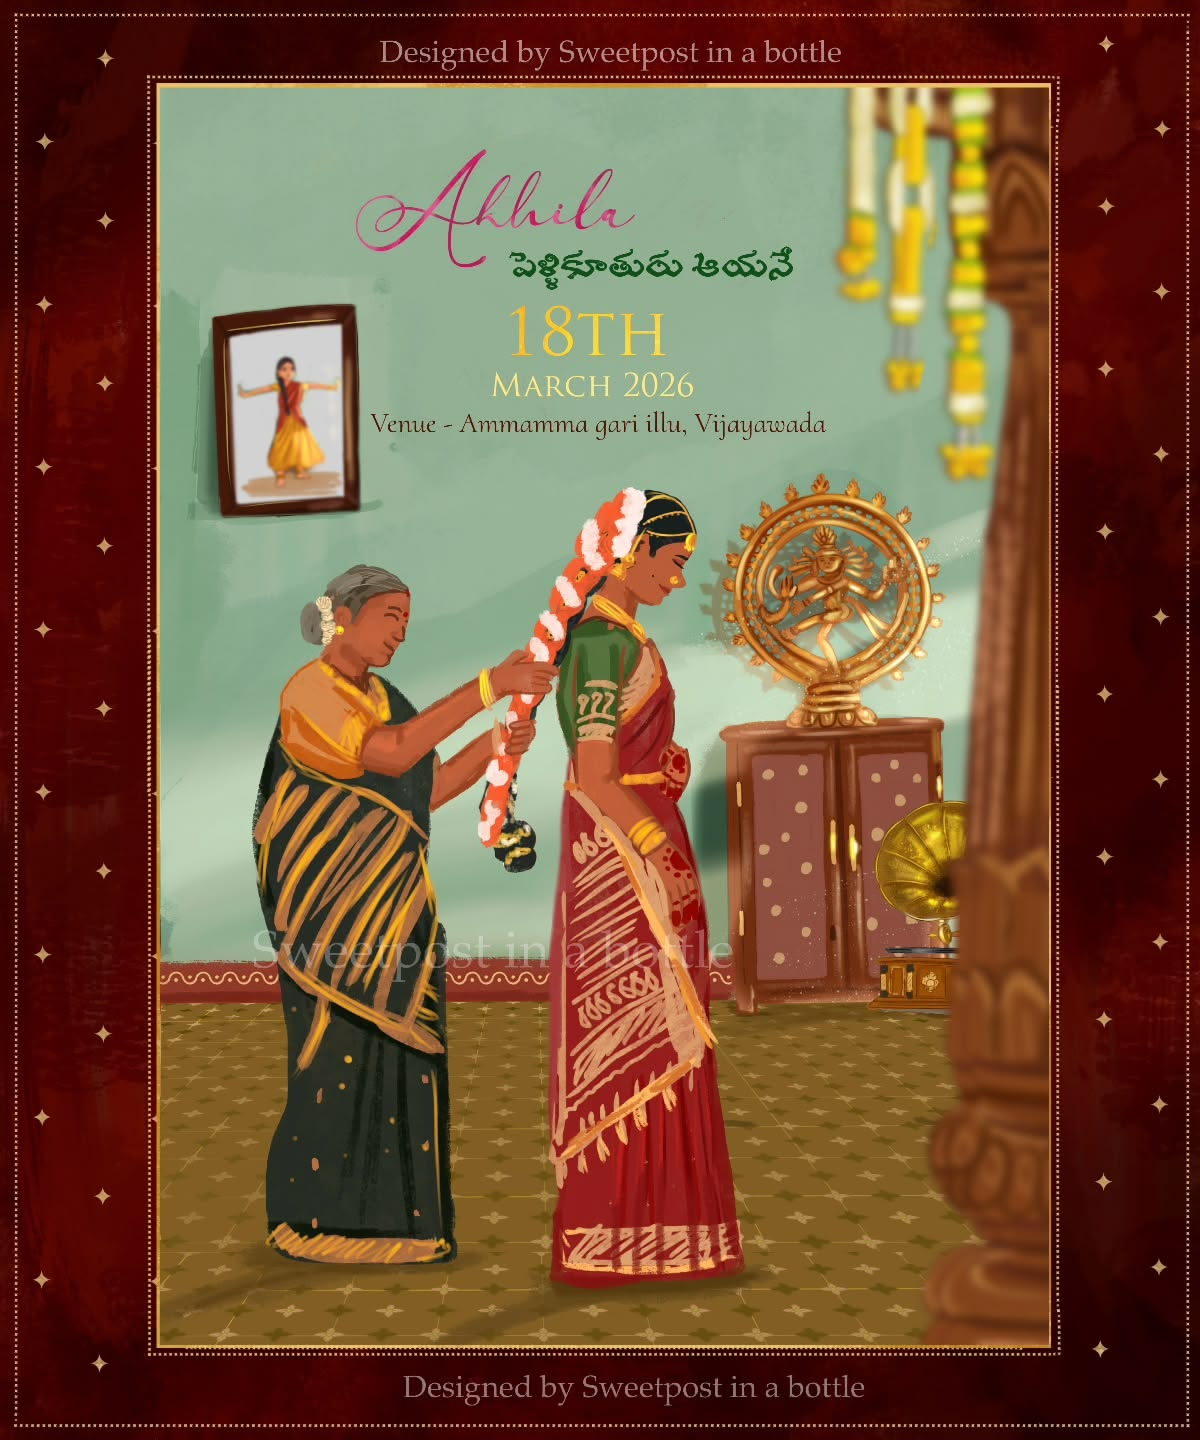 Designed by Sweetpost in a bottle
Akhila
పెళ్ళికూతురు ఆయనే
18TH
MARCH 2026
Venue - Ammamma gari illu, Vijayawada
Sweetpost in a bottle
Designed by Sweetpost in a bottle